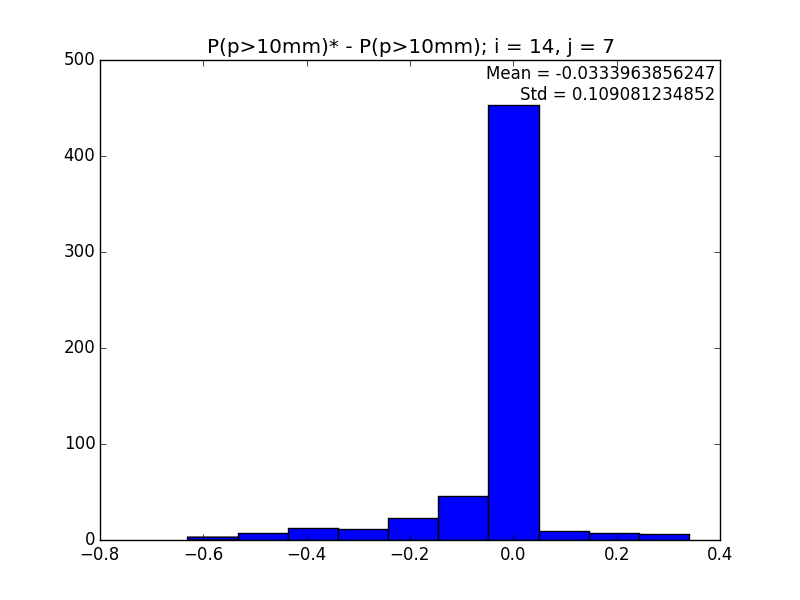 P(p>10mm)* - P(p>10mm); i = 14, j = 7
Mean = -0.0333963856247
Std = 0.109081234852
500
400
300
200
100
0
−0.8 −0.6 −0.4 −0.2 0.0 0.2 0.4